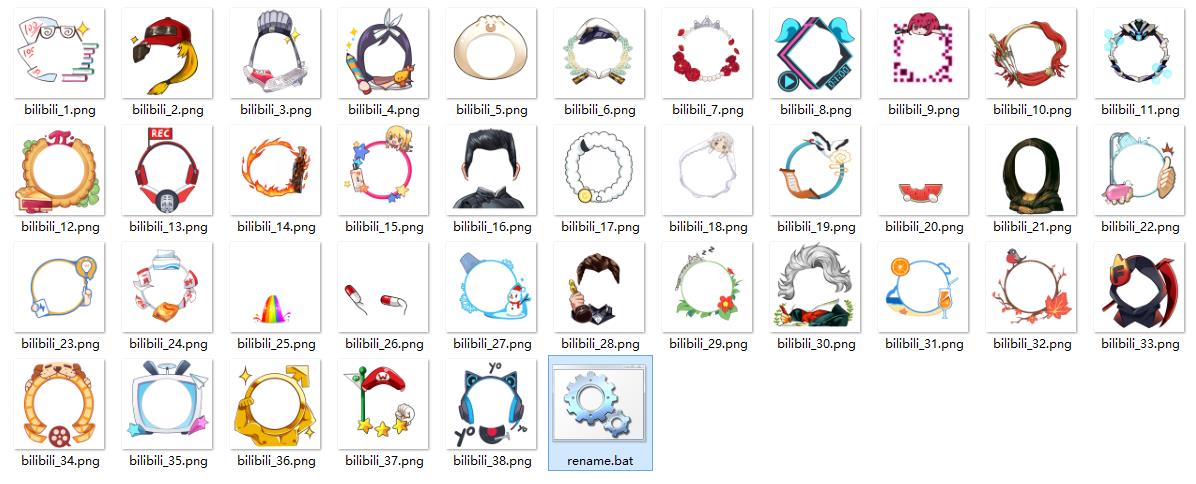 bilibili_1.png bilibili_2.png bilibili_3.png bilibili_4.png bilibili_5.png bilibili_6.png bilibili_7.png bilibili_8.png bilibili_9.png bilibili_10.png bilibili_11.png
REC
bilibili_12.png bilibili_13.png bilibili_14.png bilibili_15.png bilibili_16.png bilibili_17.png bilibili_18.png bilibili_19.png bilibili_20.png bilibili_21.png bilibili_22.png
z z z
F
bilibili_23.png bilibili_24.png bilibili_25.png bilibili_26.png bilibili_27.png bilibili_28.png bilibili_29.png bilibili_30.png bilibili_31.png bilibili_32.png bilibili_33.png
W
yo
yo
yo
bilibili_34.png bilibili_35.png bilibili_36.png bilibili_37.png bilibili_38.png rename.bat